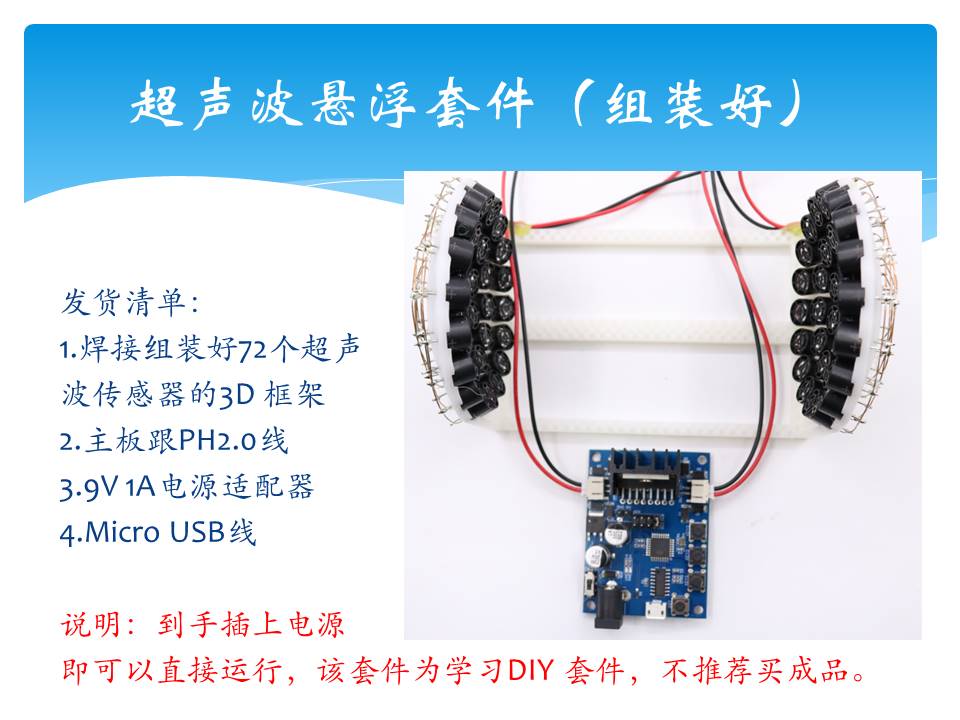 超声波悬浮套件（组装好）
发货清单：
1.焊接组装好72个超声
波传感器的3D 框架
2.主板跟PH2.0线
3.9V 1A电源适配器
4.Micro USB线
说明：到手插上电源
即可以直接运行，该套件为学习DIY 套件，不推荐买成品。